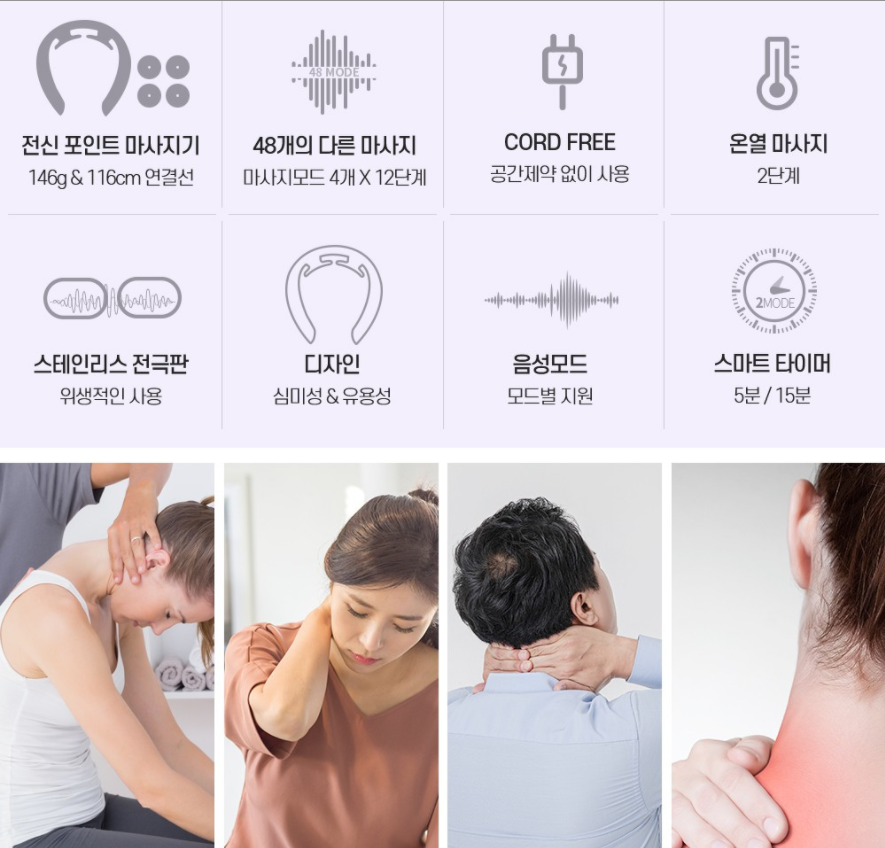 48 MODE
전신 포인트 마사지기
146g & 116cm 연결선
48개의 다른 마사지
마사지모드 4개 X 12단계
CORD FREE
공간제약 없이 사용
온열 마사지
2단계
2MODE
스테인리스 전극판
위생적인 사용
디자인
심미성 & 유용성
음성모드
모드별 지원
스마트 타이머
5분 / 15분